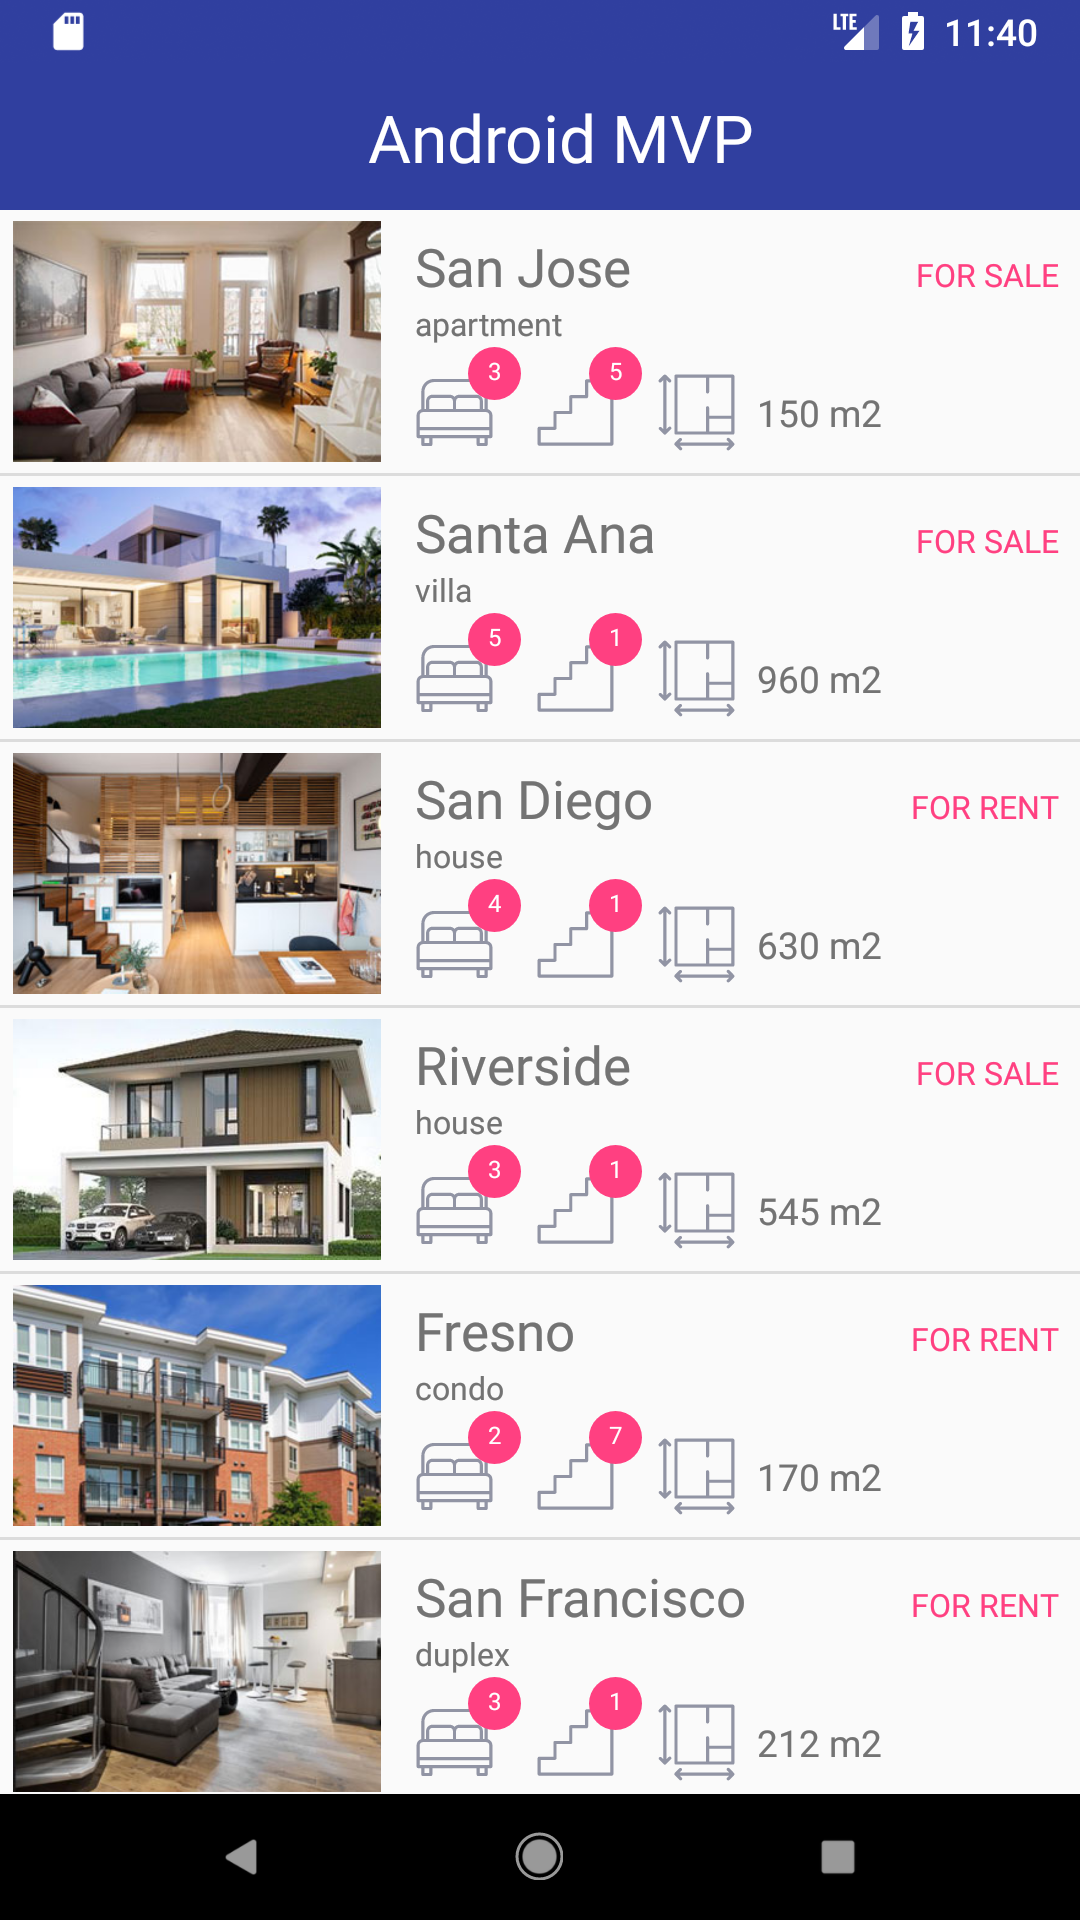 LTE 11:40
Android MVP
San Jose
FOR SALE
apartment
3
5
150 m2
Santa Ana
FOR SALE
villa
5
1
960 m2
San Diego
FOR RENT
house
4
1
630 m2
Riverside
FOR SALE
house
3
1
545 m2
Fresno
FOR RENT
condo
2
7
170 m2
San Francisco
FOR RENT
duplex
3
1
212 m2